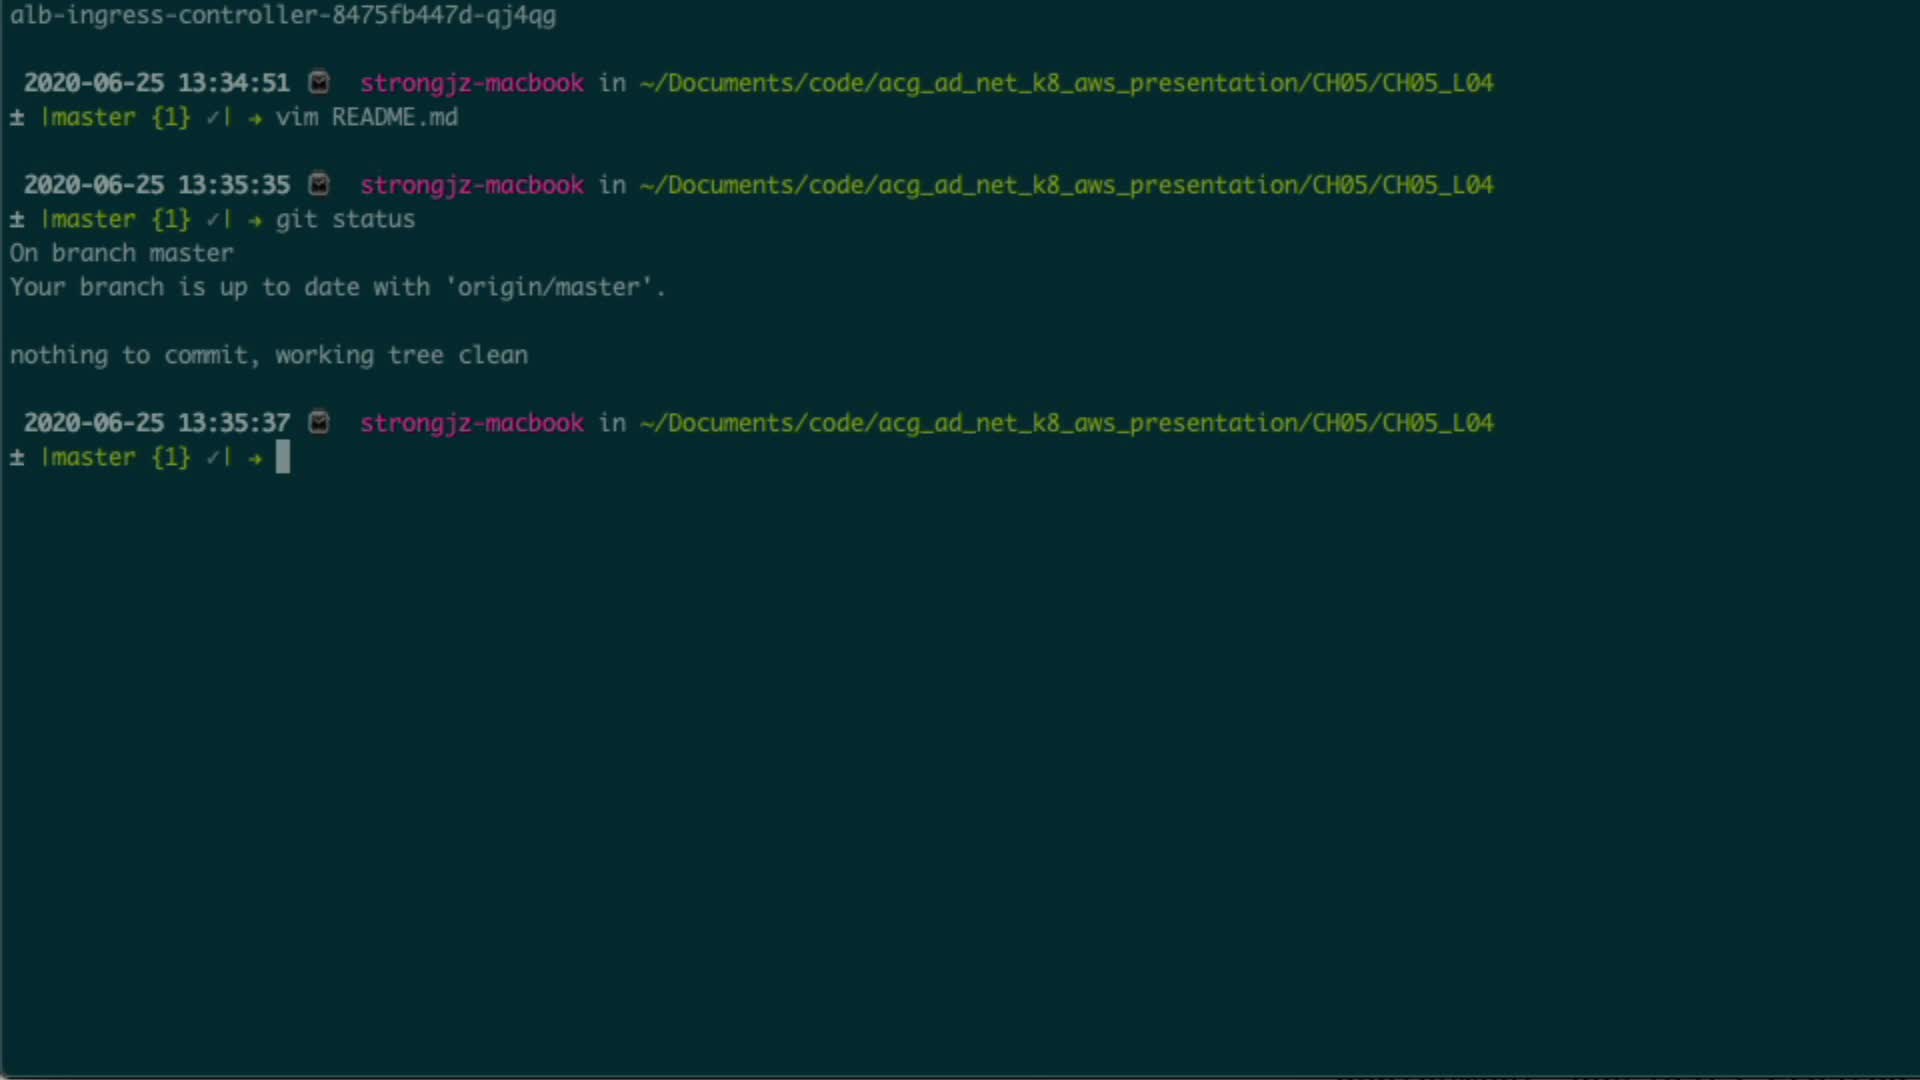 alb-ingress-controller-8475fb447d-qj4qg
2020-06-25 13:34:51 strongjz-macbook in ~/Documents/code/acg_ad_net_k8_aws_presentation/CH05/CH05_L04
± |master {1} ✓| → vim README.md
2020-06-25 13:35:35 strongjz-macbook in ~/Documents/code/acg_ad_net_k8_aws_presentation/CH05/CH05_L04
± |master {1} ✓| → git status
On branch master
Your branch is up to date with 'origin/master'.
nothing to commit, working tree clean
2020-06-25 13:35:37 strongjz-macbook in ~/Documents/code/acg_ad_net_k8_aws_presentation/CH05/CH05_L04
± |master {1} ✓| →